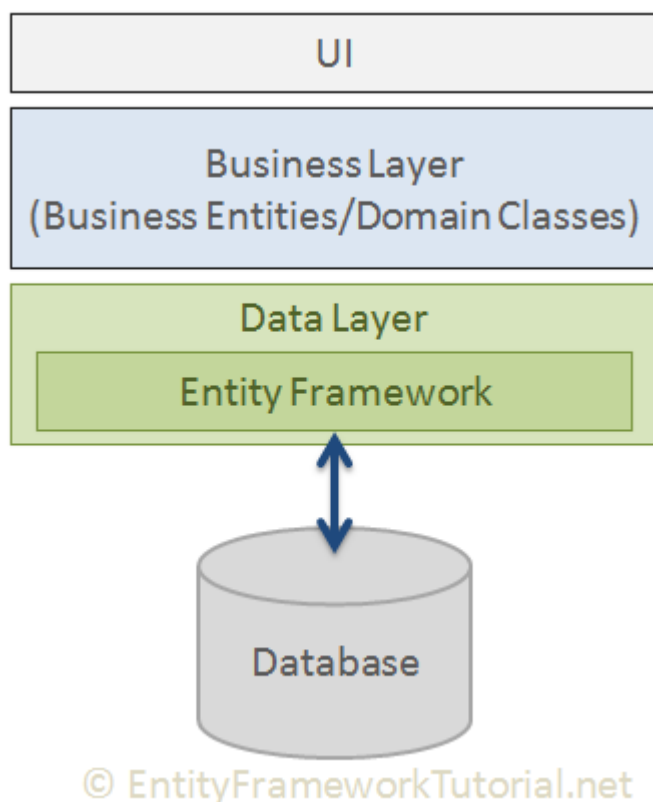 UI
Business Layer
(Business Entities/Domain Classes)
Data Layer
Entity Framework
Database
© EntityFrameworkTutorial.net